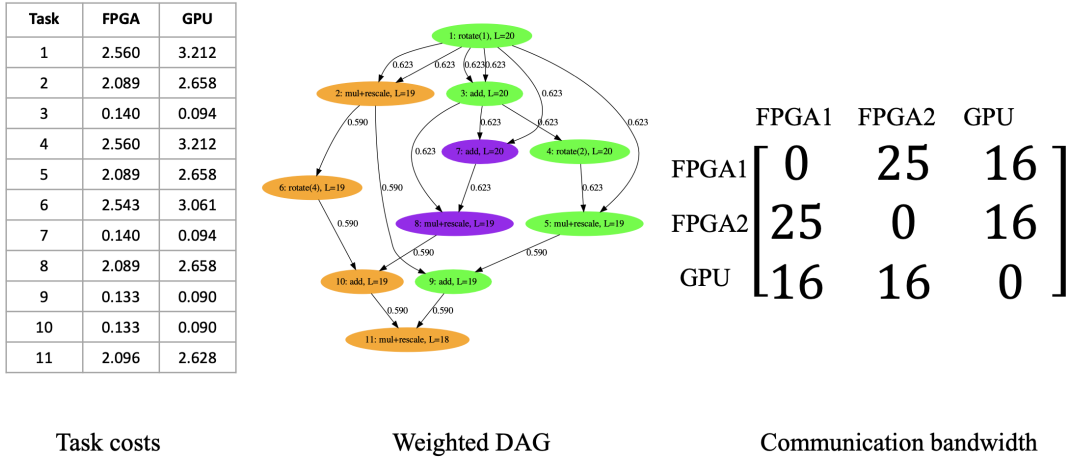 Task FPGA GPU
1 2.560 3.212
2 2.089 2.658
3 0.140 0.094
4 2.560 3.212
5 2.089 2.658
6 2.543 3.061
7 0.140 0.094
8 2.089 2.658
9 0.133 0.090
10 0.133 0.090
11 2.096 2.628
Task costs
1: rotate(1), L=20
0.623 0.623 0.623 0.623
2: mul+rescale, L=19 3: add, L=20 0.623
0.590 0.623 0.623 0.623
7: add, L=20 4: rotate(2), L=20
0.623
6: rotate(4), L=19 0.590 0.623 0.623
0.590 8: mul+rescale, L=19 5: mul+rescale, L=19
0.590 0.590
10: add, L=19 9: add, L=19
0.590 0.590
11: mul+rescale, L=18
Weighted DAG
FPGA1 FPGA2 GPU
FPGA1 0 25 16
FPGA2 25 0 16
GPU 16 16 0
Communication bandwidth